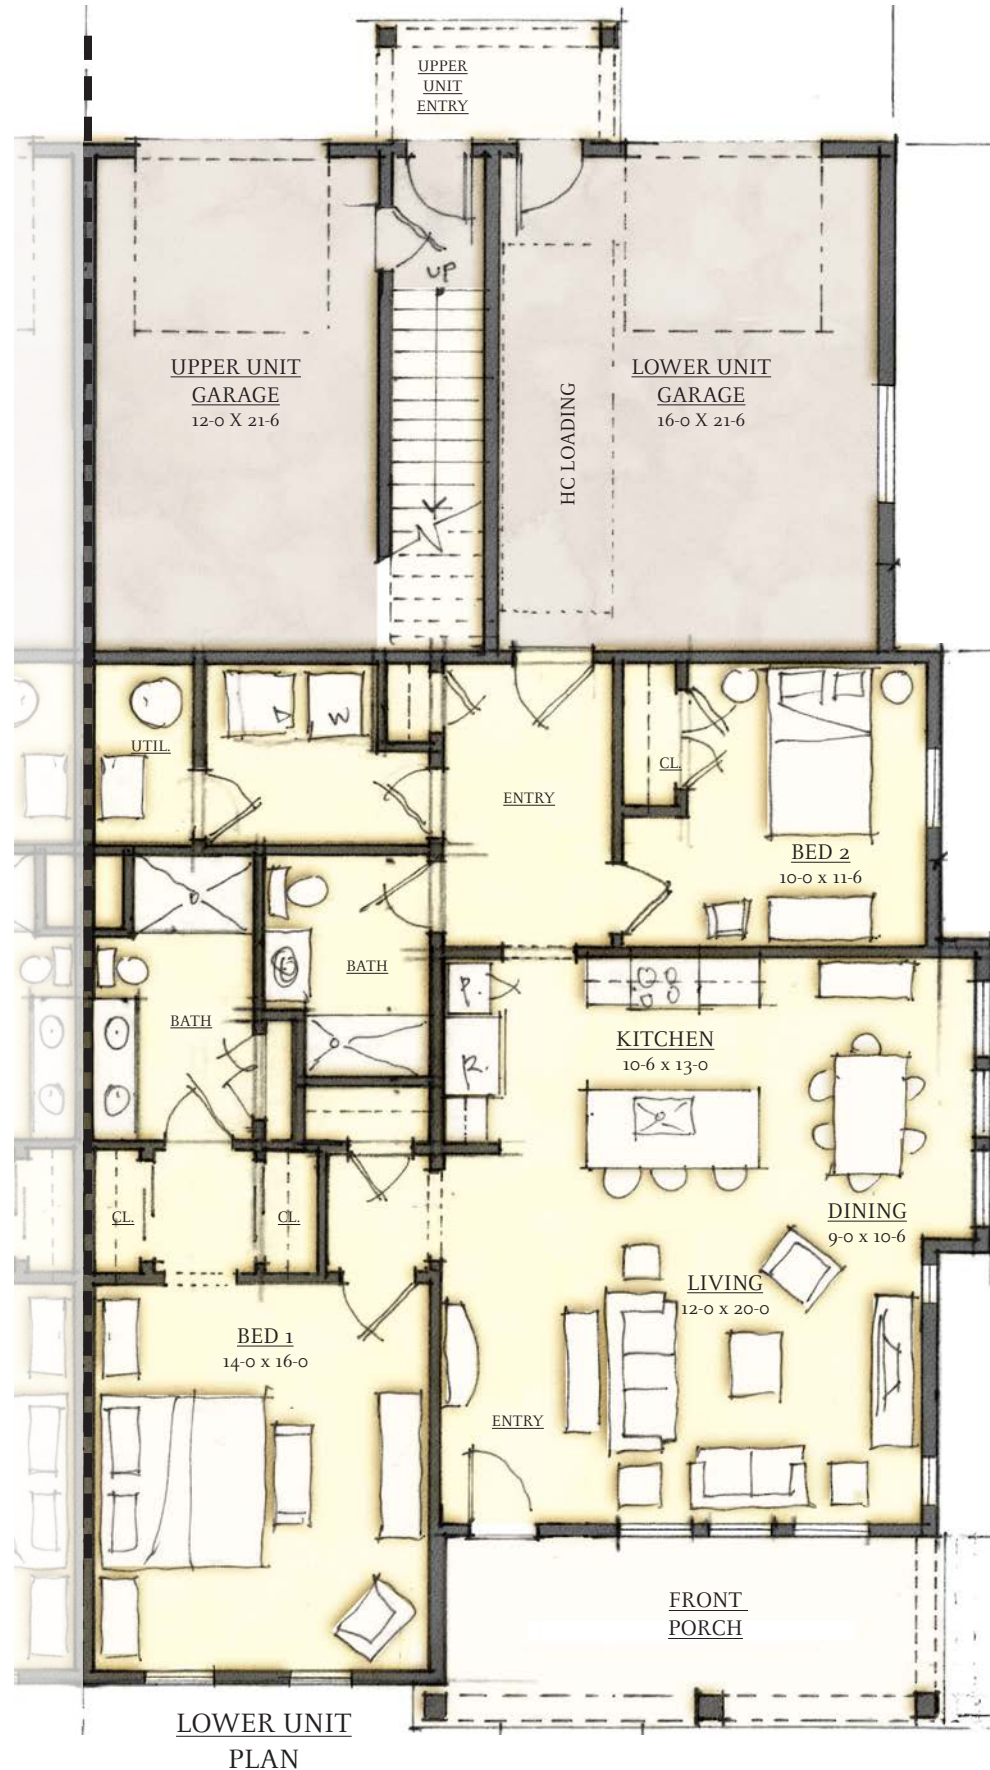 UPPER
UNIT
ENTRY
UP
UPPER UNIT
GARAGE
12-0 X 21-6
HC LOADING
LOWER UNIT
GARAGE
16-0 X 21-6
UTIL.
D
W
ENTRY
CL.
BED 2
10-0 x 11-6
BATH
BATH
P.
R.
KITCHEN
10-6 x 13-0
CL.
CL.
DINING
9-0 x 10-6
LIVING
12-0 x 20-0
BED 1
14-0 x 16-0
ENTRY
FRONT
PORCH
LOWER UNIT
PLAN